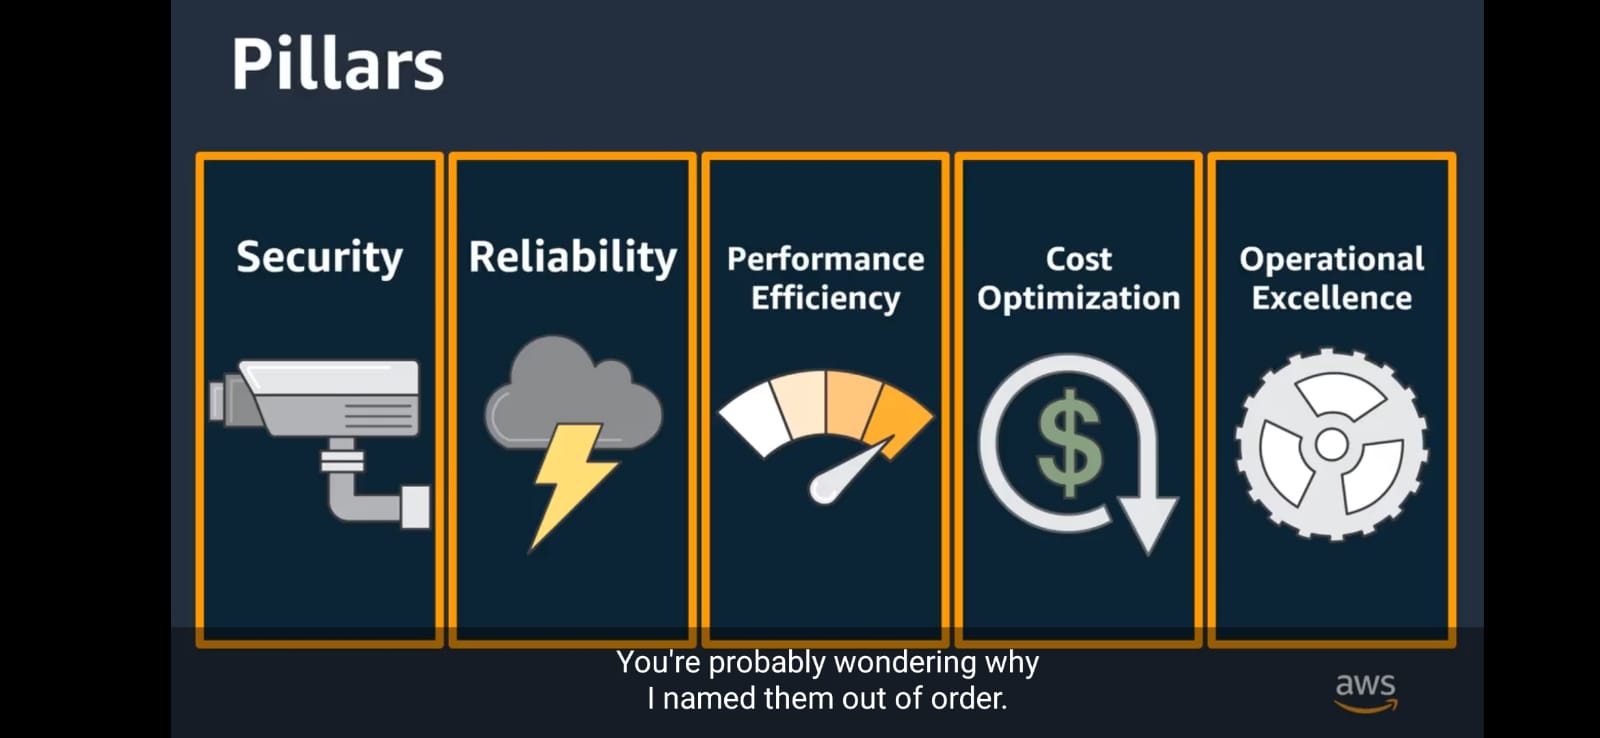 Pillars
Security
Reliability
Performance
Efficiency
Cost
Optimization
Operational
Excellence
$
You're probably wondering why
I named them out of order.
aws